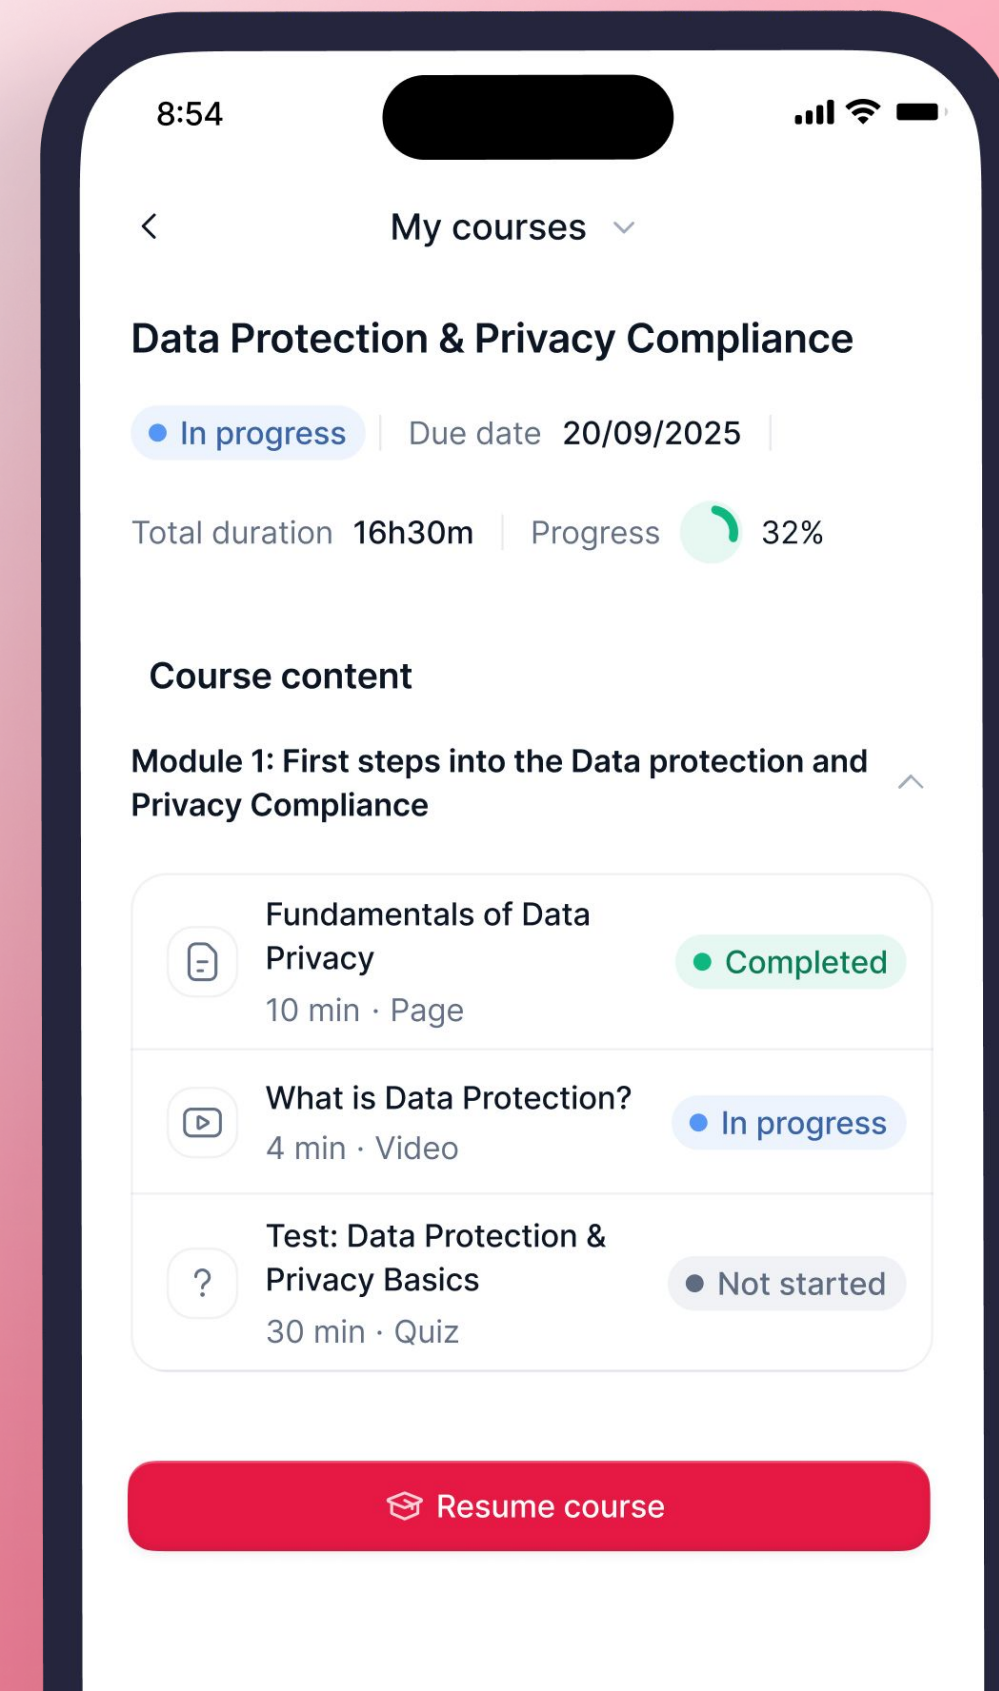 8:54
My courses
Data Protection & Privacy Compliance
In progress Due date 20/09/2025
Total duration 16h30m Progress 32%
Course content
Module 1: First steps into the Data protection and
Privacy Compliance
Fundamentals of Data
Privacy
10 min · Page
Completed
What is Data Protection?
4 min · Video
In progress
Test: Data Protection &
Privacy Basics
30 min · Quiz
Not started
Resume course